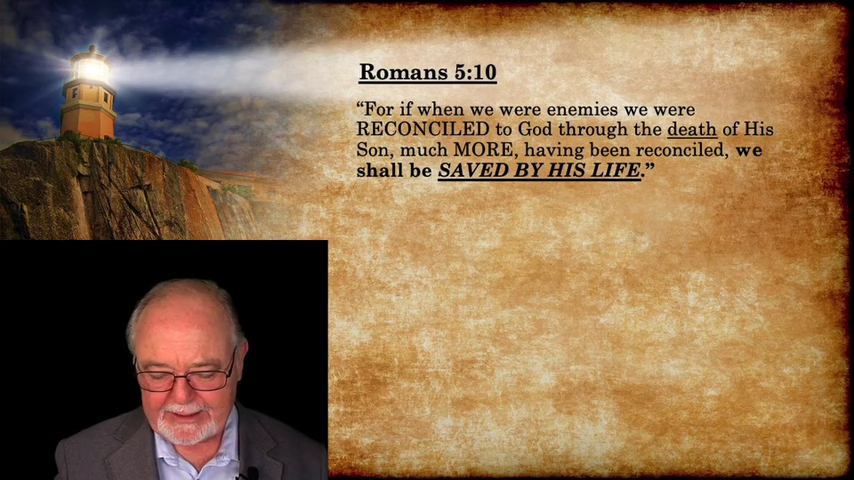 Romans 5:10
“For if when we were enemies we were
RECONCILED to God through the death of His
Son, much MORE, having been reconciled, we
shall be SAVED BY HIS LIFE.”